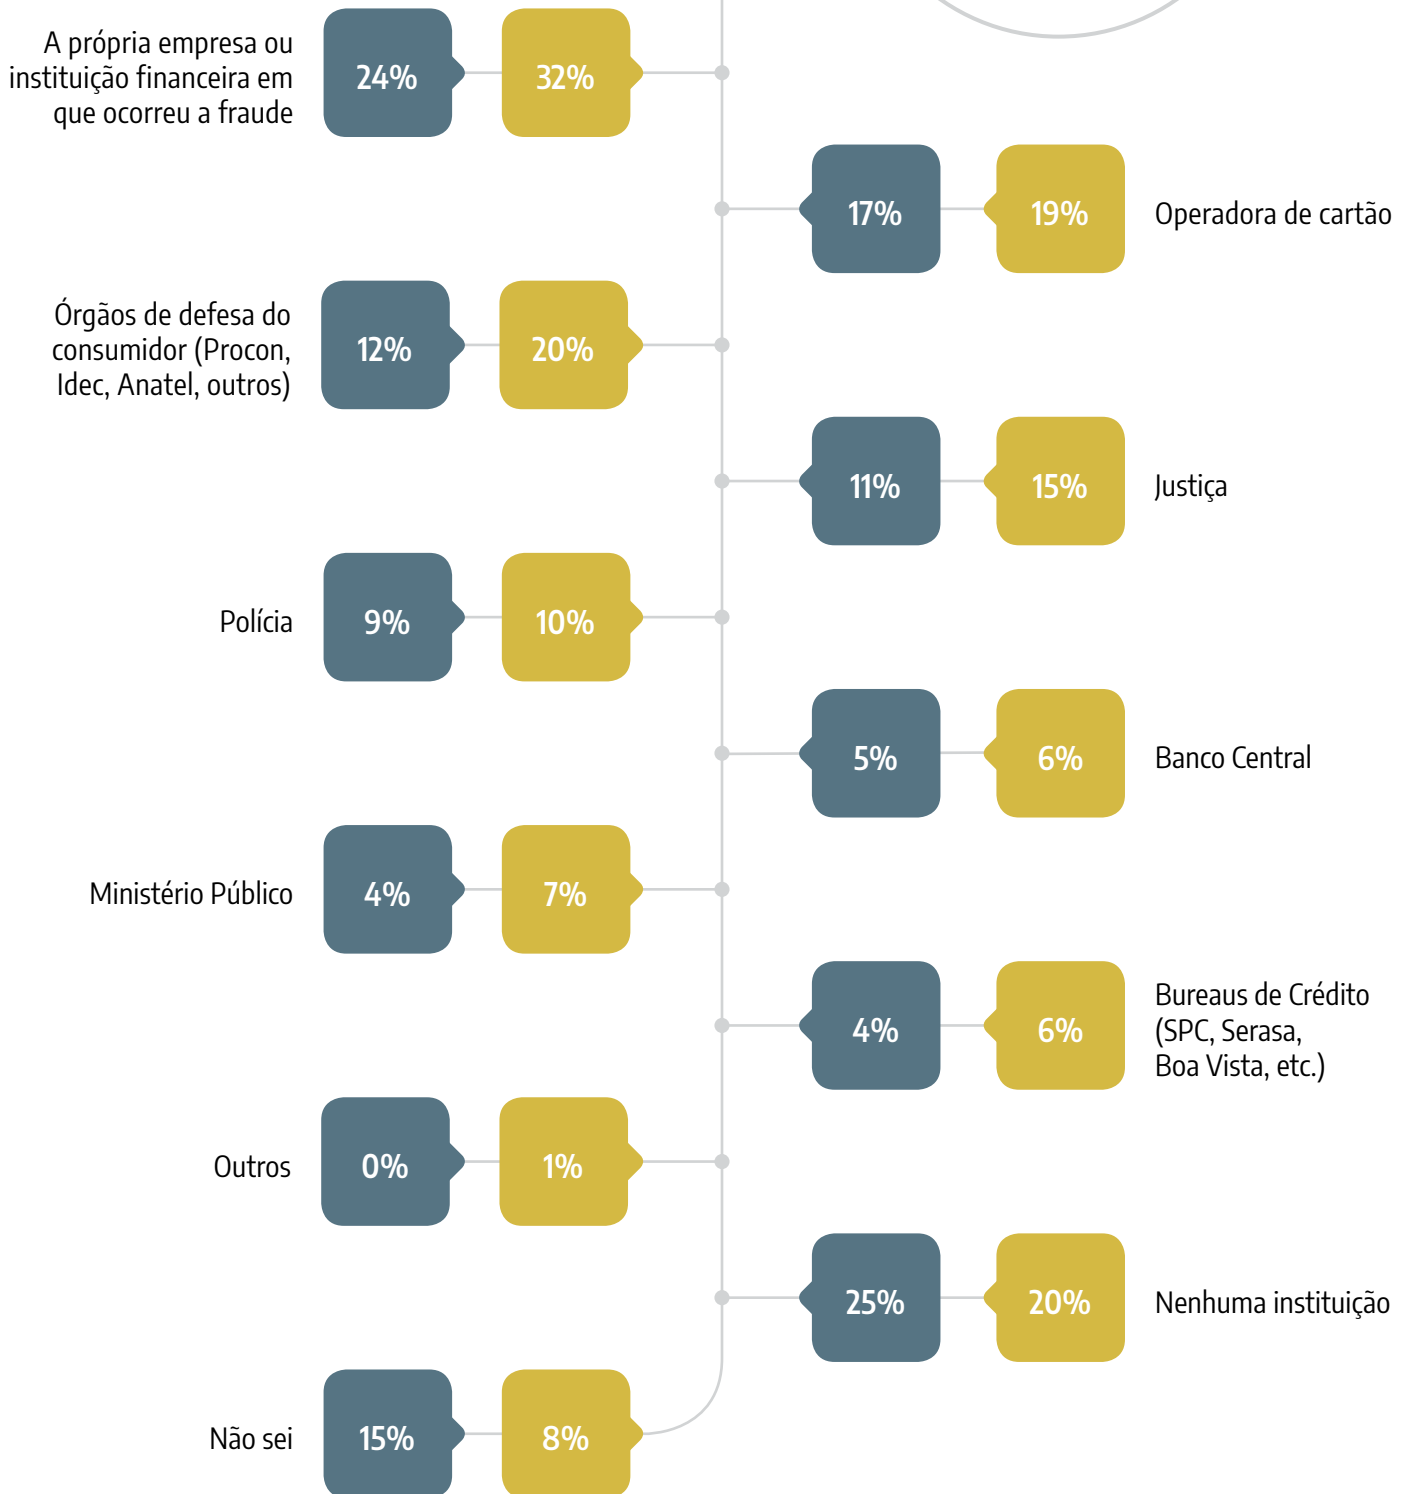 A própria empresa ou
instituição financeira em
que ocorreu a fraude
24%
32%
17%
19%
Operadora de cartão
Órgãos de defesa do
consumidor (Procon,
Idec, Anatel, outros)
12%
20%
11%
15%
Justiça
Polícia
9%
10%
5%
6%
Banco Central
Ministério Público
4%
7%
4%
6%
Bureaus de Crédito
(SPC, Serasa,
Boa Vista, etc.)
Outros
0%
1%
25%
20%
Nenhuma instituição
Não sei
15%
8%